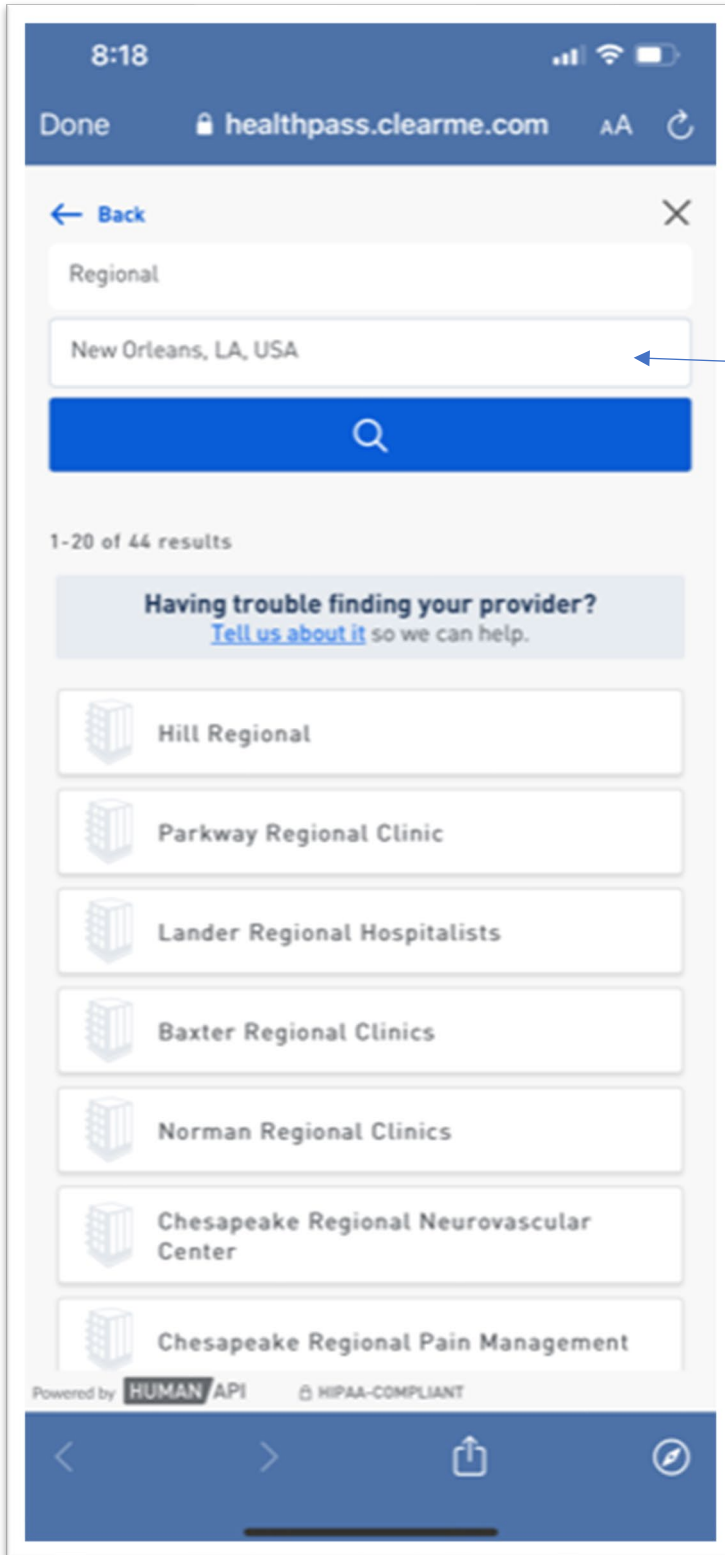 8:18
Done healthpass.clearme.com AA
Back
Regional
New Orleans, LA, USA
1-20 of 44 results
Having trouble finding your provider?
Tell us about it so we can help.
Hill Regional
Parkway Regional Clinic
Lander Regional Hospitalists
Baxter Regional Clinics
Norman Regional Clinics
Chesapeake Regional Neurovascular
Center
Chesapeake Regional Pain Management
Powered by HUMAN API HIPAA-COMPLIANT